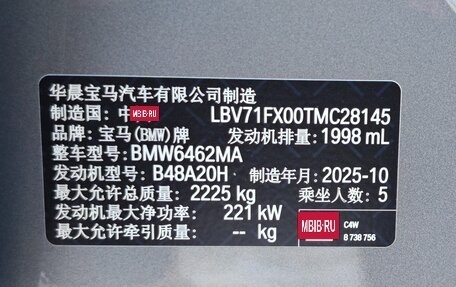 华晨宝马汽车有限公司制造
制造国: 中 MBIB.RU LBV71FX00TMC28145
品牌: 宝马(BMW)牌 发动机排量: 1998 mL
整车型号: BMW6462MA
发动机型号: B48A20H 制造年月: 2025-10
最大允许总质量: 2225 kg 乘坐人数: 5
发动机最大净功率: 221 kW
最大允许牵引质量: -- kg
MBIB.RU C4W
8 738 756